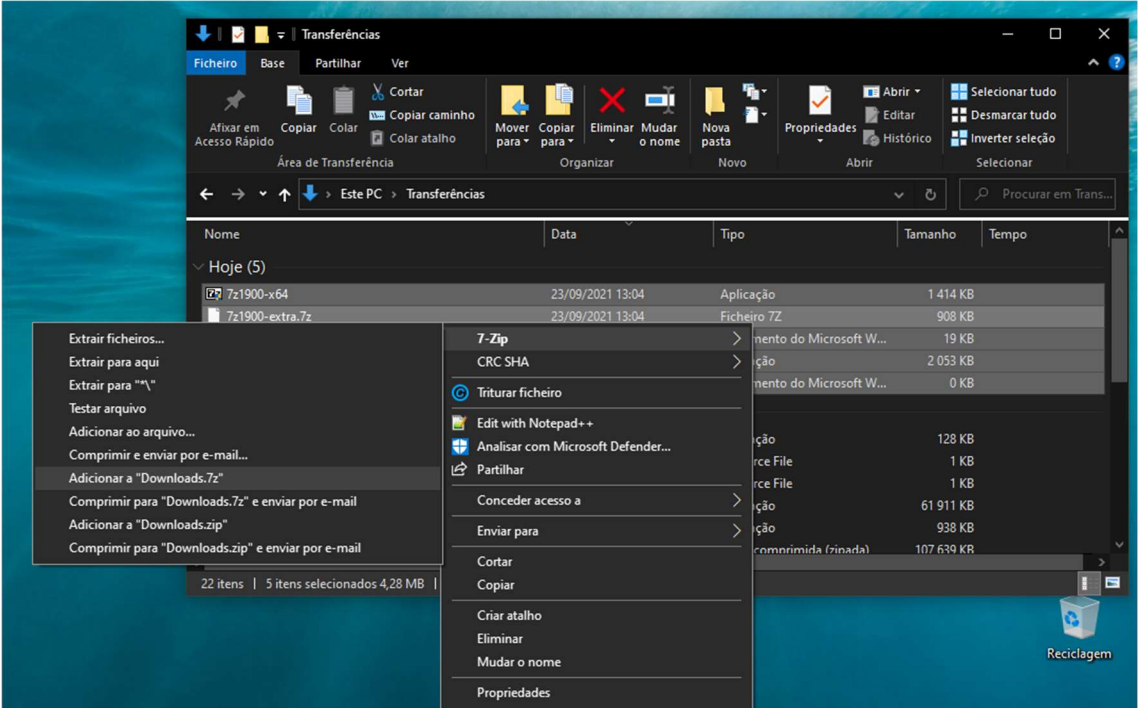 Transferências
Ficheiro Base Partilhar Ver
Afixar em Acesso Rápido
Copiar
Colar
Cortar
Copiar caminho
Colar atalho
Mover para
Copiar para
Eliminar
Mudar o nome
Nova pasta
Propriedades
Abrir
Editar
Histórico
Selecionar tudo
Desmarcar tudo
Inverter seleção
Área de Transferência Organizar Novo Abrir Selecionar
Este PC > Transferências
Procurar em Trans...
Nome Data Tipo Tamanho Tempo
Hoje (5)
7z1900-x64 23/09/2021 13:04 Aplicação 1 414 KB
7z1900-extra.7z 23/09/2021 13:04 Ficheiro 7Z 908 KB
mento do Microsoft W... 19 KB
ção 2 053 KB
mento do Microsoft W... 0 KB
ção 128 KB
rce File 1 KB
rce File 1 KB
ção 61 911 KB
ção 938 KB
comprimida (zipada) 107 639 KB
Extrair ficheiros...
Extrair para aqui
Extrair para "*\"
Testar arquivo
Adicionar ao arquivo...
Comprimir e enviar por e-mail...
Adicionar a "Downloads.7z"
Comprimir para "Downloads.7z" e enviar por e-mail
Adicionar a "Downloads.zip"
Comprimir para "Downloads.zip" e enviar por e-mail
7-Zip
CRC SHA
Triturar ficheiro
Edit with Notepad++
Analisar com Microsoft Defender...
Partilhar
Conceder acesso a
Enviar para
Cortar
Copiar
Criar atalho
Eliminar
Mudar o nome
Propriedades
22 itens | 5 itens selecionados 4,28 MB |
Reciclagem